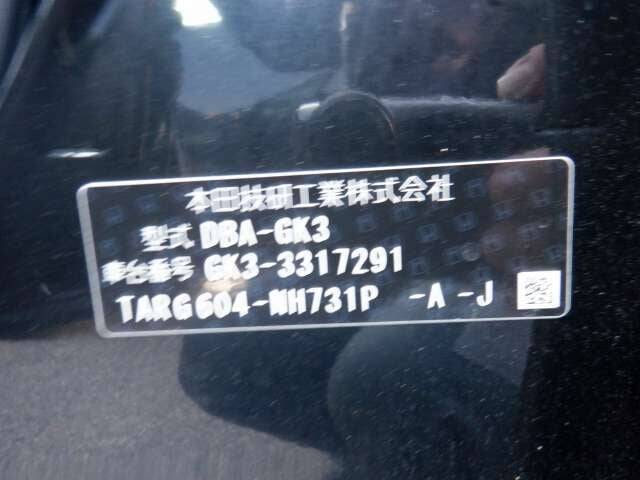 本田技研工業株式会社
型式 DBA-GK3
車台番号 GK3-3317291
TARG604-NH731P -A -J